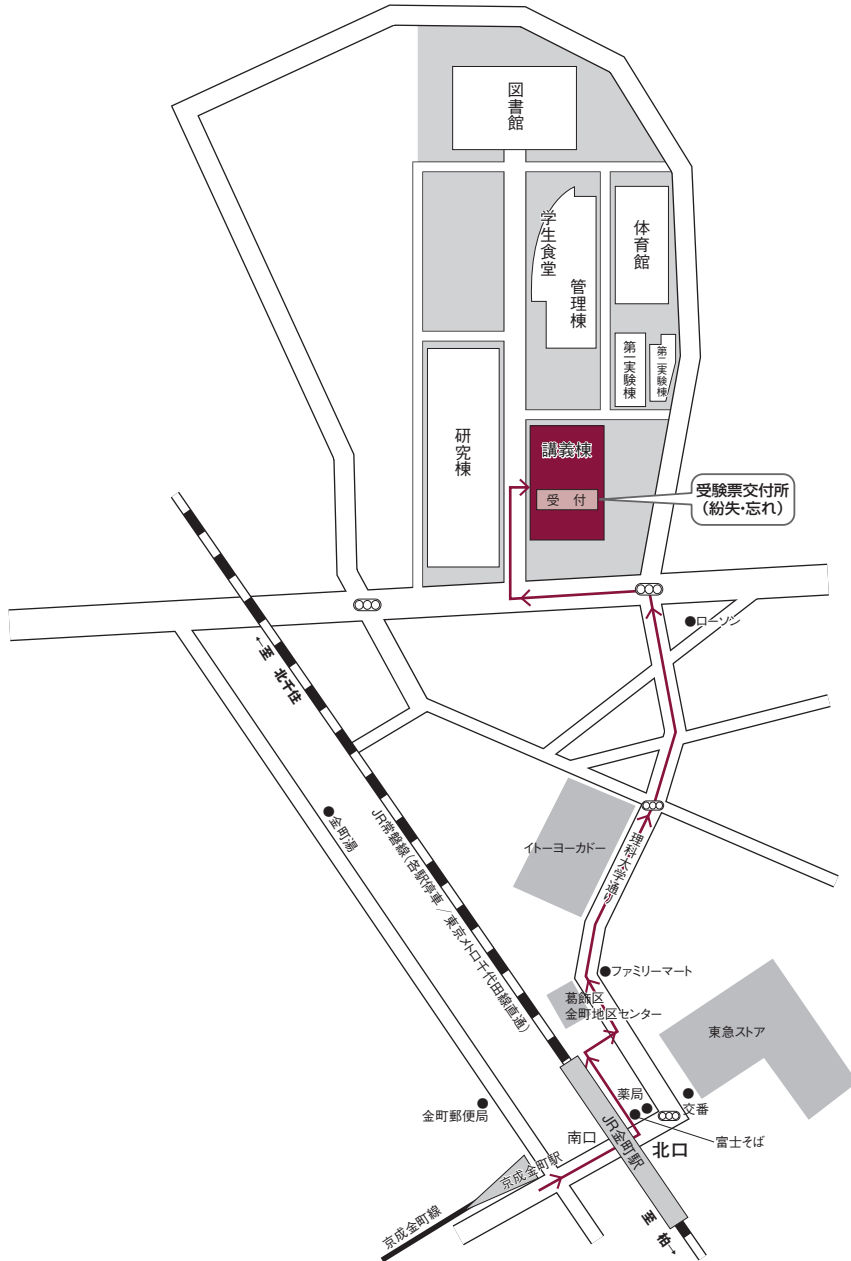 図書館
学生食堂
管理棟
体育館
第一実験棟
第二実験棟
研究棟
講義棟
受 付
受験票交付所
(紛失・忘れ)
ローソン
←至 北千住
金町湯
JR常磐線(各駅停車/東京メトロ千代田線直通)
イトーヨーカドー
理科大学通り
ファミリーマート
葛飾区
金町地区センター
東急ストア
薬局
交番
金町郵便局
富士そば
南口
北口
JR金町駅
京成金町駅
京成金町線
至 柏→